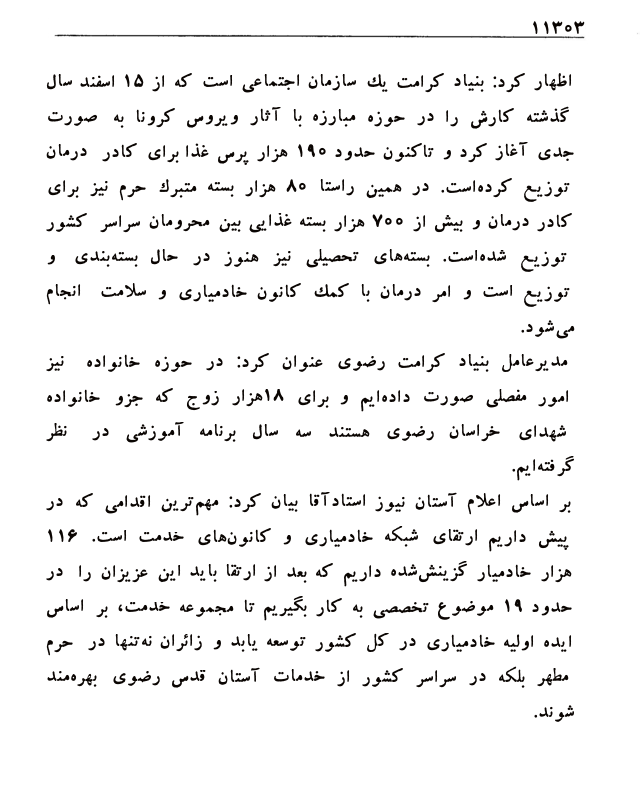 ۱۱۳۰۳
اظهار کرد: بنیاد کرامت یك سازمان اجتماعی است که از ۱۵ اسفند سال
گذشته کارش را در حوزه مبارزه با آثار ویروس کرونا به صورت
جدی آغاز کرد و تاکنون حدود ۱۹۰ هزار پرس غذا برای کادر درمان
توزیع کرده‌است. در همین راستا ۸۰ هزار بسته متبرك حرم نیز برای
کادر درمان و بیش از ۷۰۰ هزار بسته غذایی بین محرومان سراسر کشور
توزیع شده‌است. بسته‌های تحصیلی نیز هنوز در حال بسته‌بندی و
توزیع است و امر درمان با کمك کانون خادمیاری و سلامت انجام
می‌شود.
مدیرعامل بنیاد کرامت رضوی عنوان کرد: در حوزه خانواده نیز
امور مفصلی صورت داده‌ایم و برای ۱۸هزار زوج که جزو خانواده
شهدای خراسان رضوی هستند سه سال برنامه آموزشی در نظر
گرفته‌ایم.
بر اساس اعلام آستان نیوز استادآقا بیان کرد: مهم‌ترین اقدامی که در
پیش داریم ارتقای شبکه خادمیاری و کانون‌های خدمت است. ۱۱۶
هزار خادمیار گزینش‌شده داریم که بعد از ارتقا باید این عزیزان را در
حدود ۱۹ موضوع تخصصی به کار بگیریم تا مجموعه خدمت، بر اساس
ایده اولیه خادمیاری در کل کشور توسعه یابد و زائران نه‌تنها در حرم
مطهر بلکه در سراسر کشور از خدمات آستان قدس رضوی بهره‌مند
شوند.